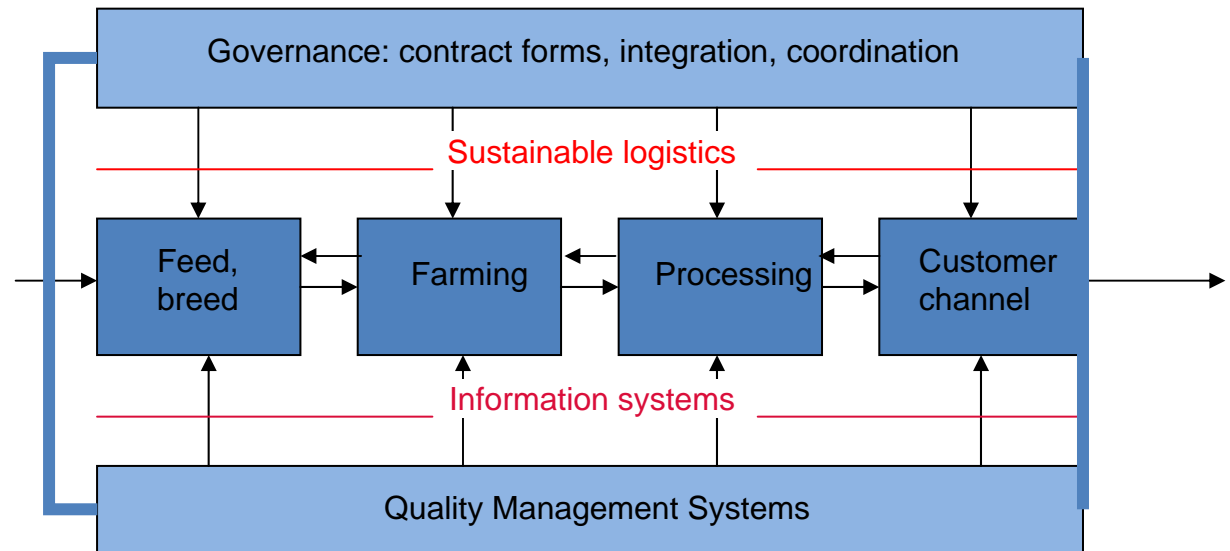 Governance: contract forms, integration, coordination
Sustainable logistics
Feed,
breed
Farming
Processing
Customer
channel
Information systems
Quality Management Systems